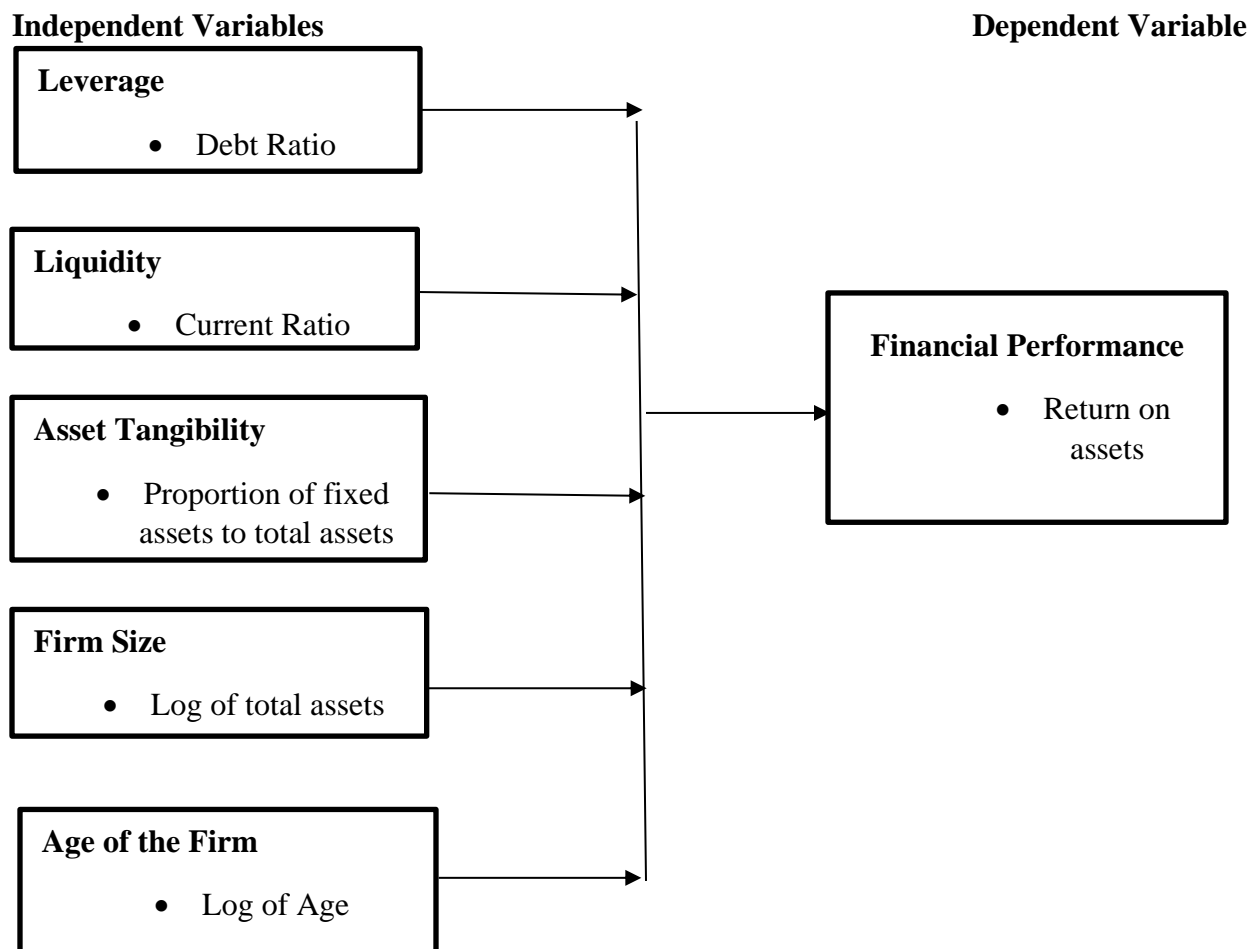 Independent Variables
Dependent Variable
Leverage
• Debt Ratio
Liquidity
• Current Ratio
Asset Tangibility
• Proportion of fixed
assets to total assets
Firm Size
• Log of total assets
Age of the Firm
• Log of Age
Financial Performance
• Return on
assets